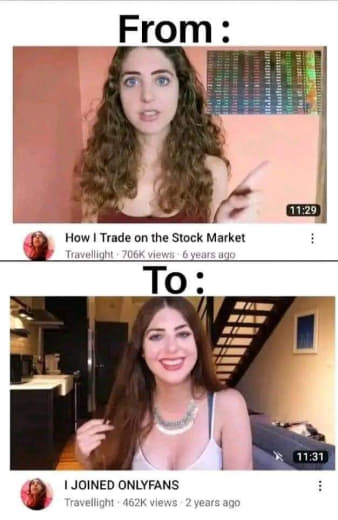 From :
11:29
How I Trade on the Stock Market
Travellight · 706K views · 6 years ago
To :
11:31
I JOINED ONLYFANS
Travellight · 462K views · 2 years ago